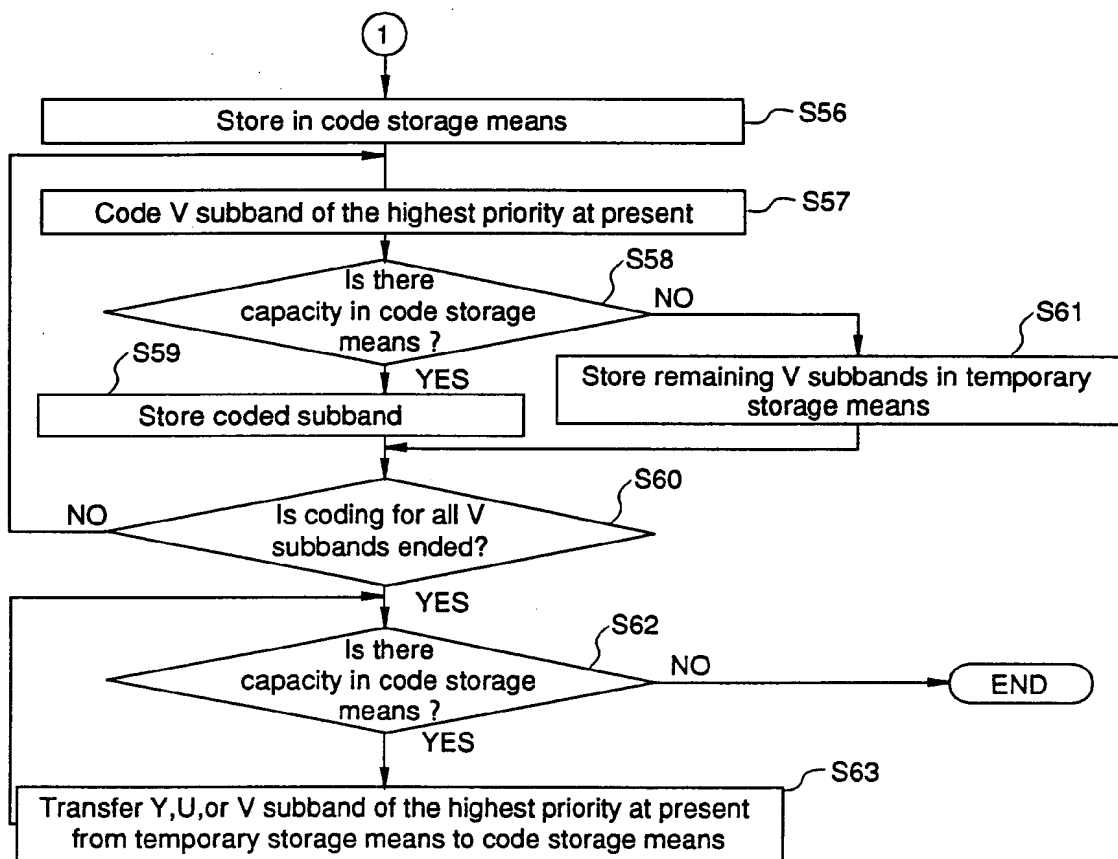 1
Store in code storage means
S56
Code V subband of the highest priority at present
S57
Is there
capacity in code storage
means ?
S58
NO
YES
S59
Store coded subband
S61
Store remaining V subbands in temporary
storage means
S60
Is coding for all V
subbands ended?
NO
YES
S62
Is there
capacity in code storage
means ?
NO
END
YES
S63
Transfer Y,U,or V subband of the highest priority at present
from temporary storage means to code storage means